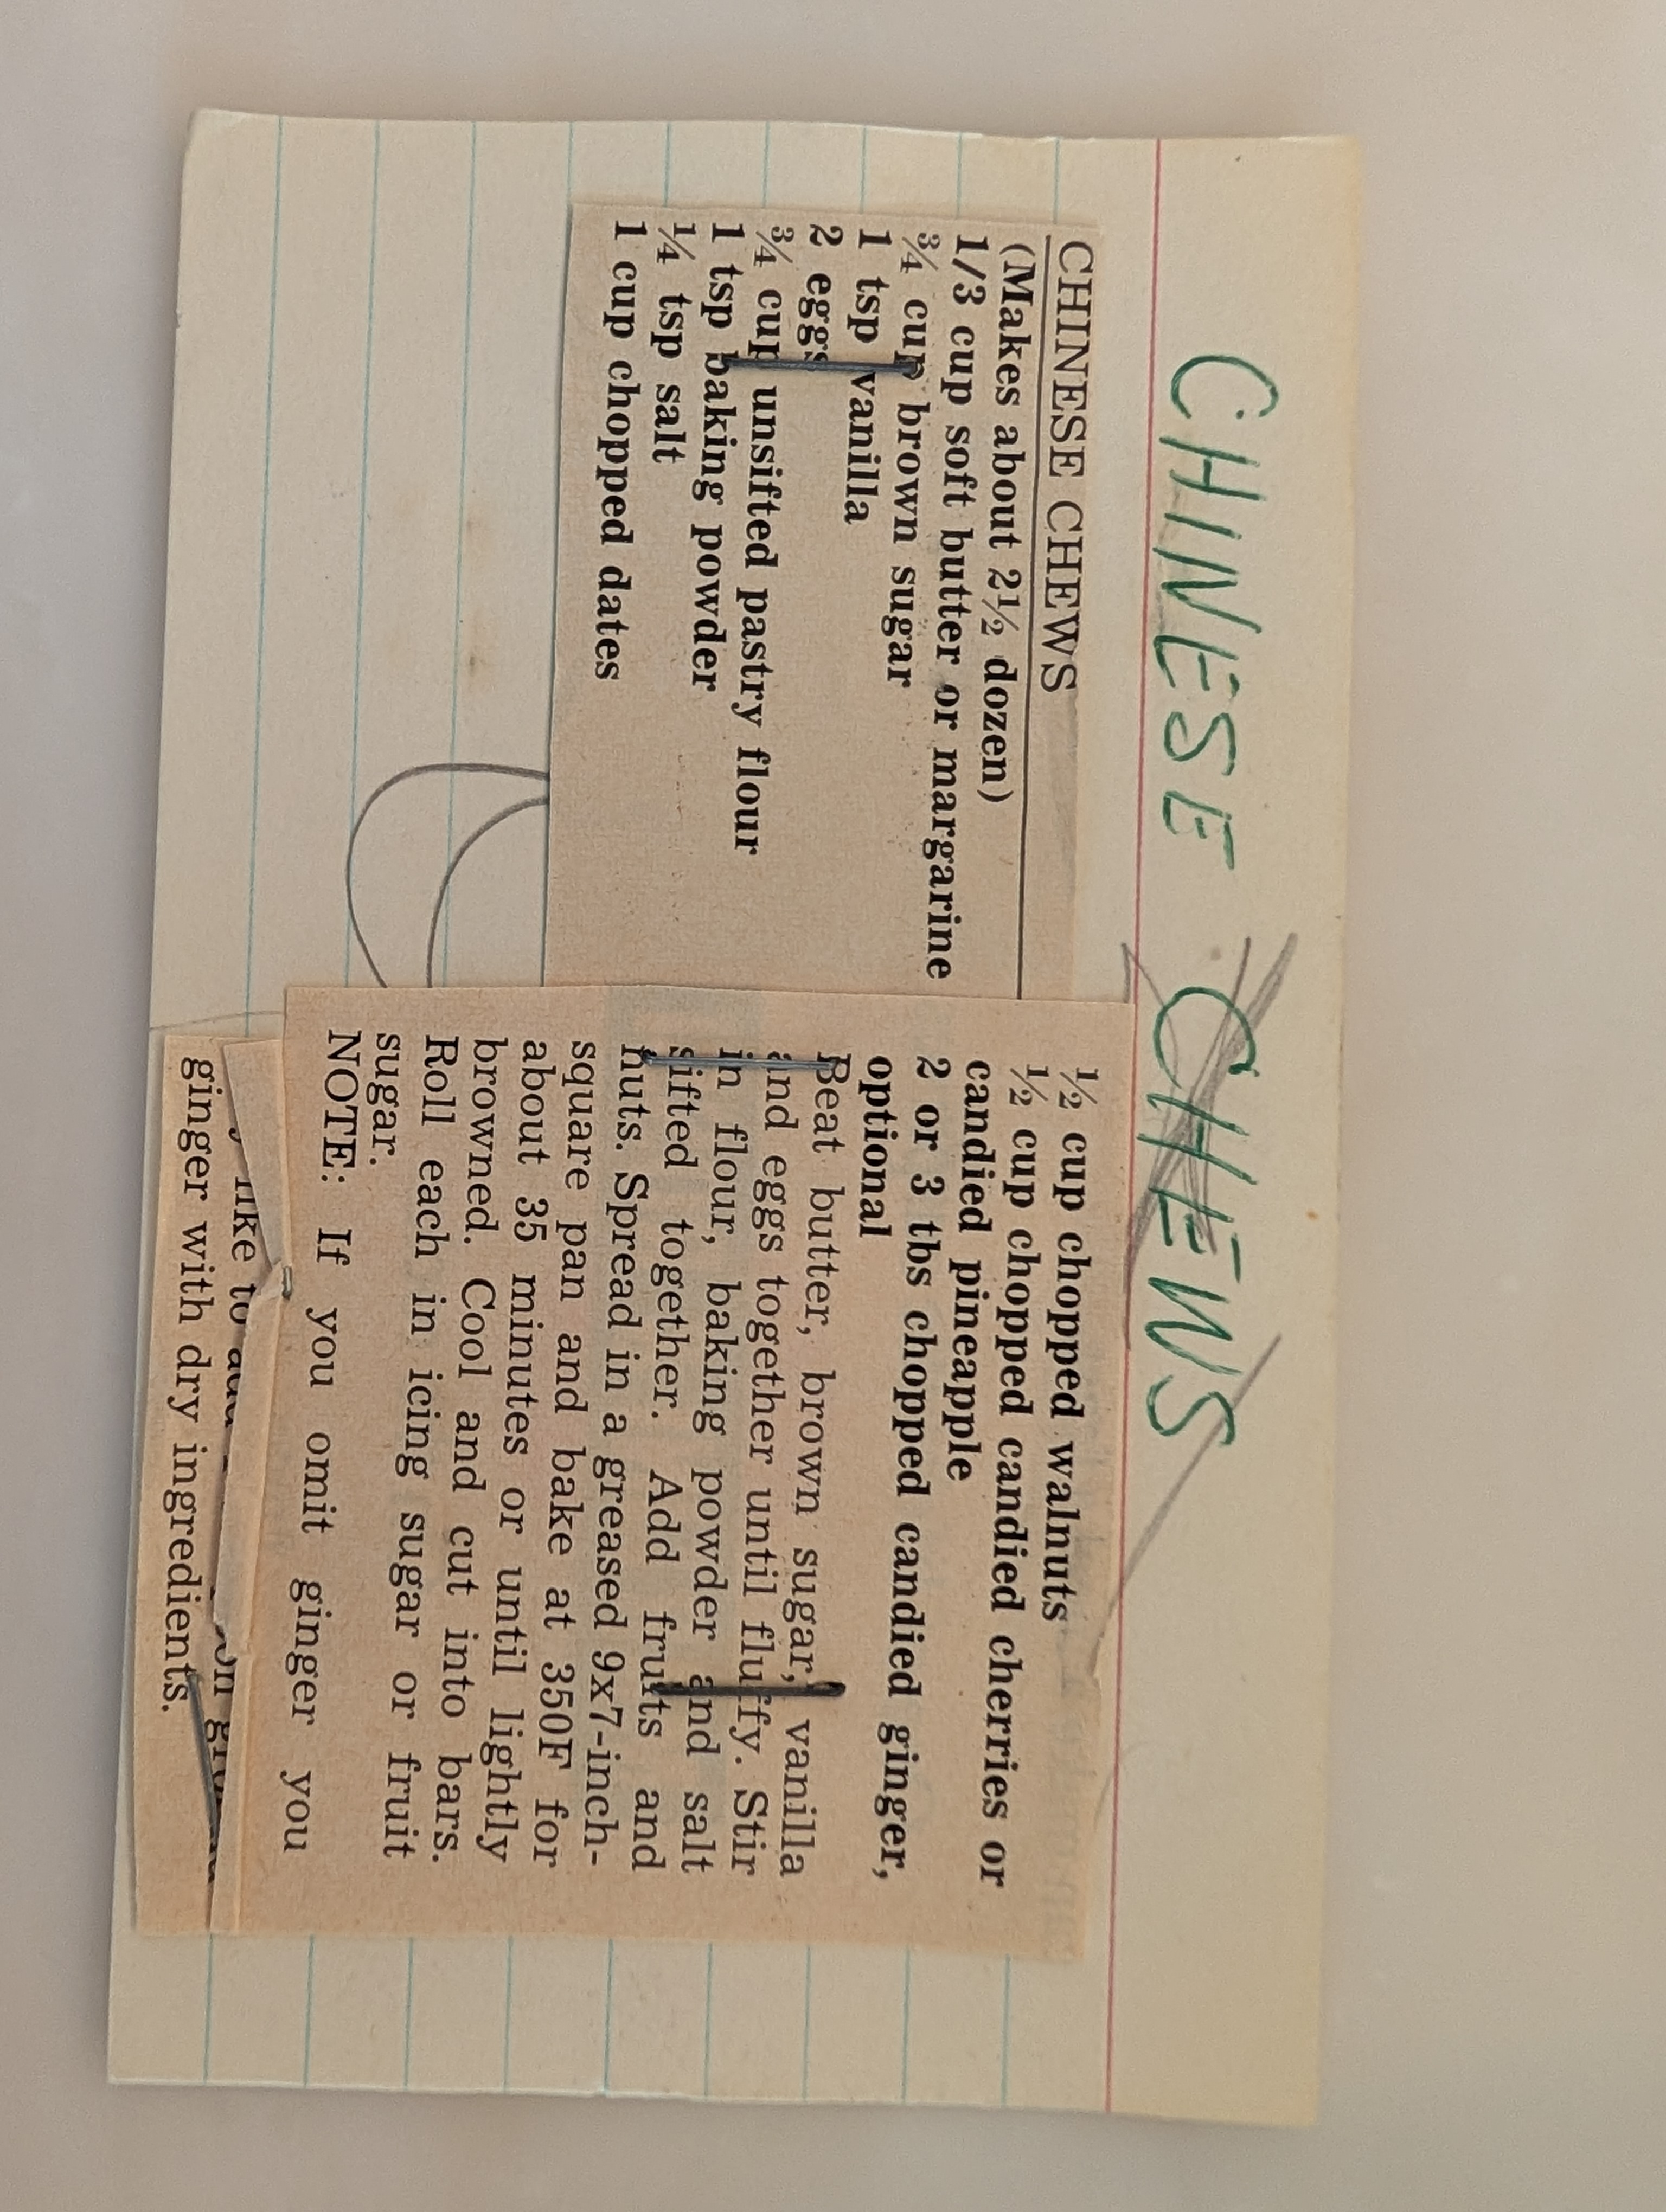 CHINESE CHEWS
CHINESE CHEWS
(Makes about 2½ dozen)
1/3 cup soft butter or margarine
¾ cup brown sugar
1 tsp vanilla
2 eggs
¾ cup unsifted pastry flour
1 tsp baking powder
¼ tsp salt
1 cup chopped dates
½ cup chopped walnuts
½ cup chopped candied cherries or
candied pineapple
2 or 3 tbs chopped candied ginger,
optional
Beat butter, brown sugar, vanilla
and eggs together until fluffy. Stir
in flour, baking powder and salt
sifted together. Add fruits and
nuts. Spread in a greased 9x7-inch-
square pan and bake at 350F for
about 35 minutes or until lightly
browned. Cool and cut into bars.
Roll each in icing sugar or fruit
sugar.
NOTE: If you omit ginger you
like to
ginger with dry ingredients.